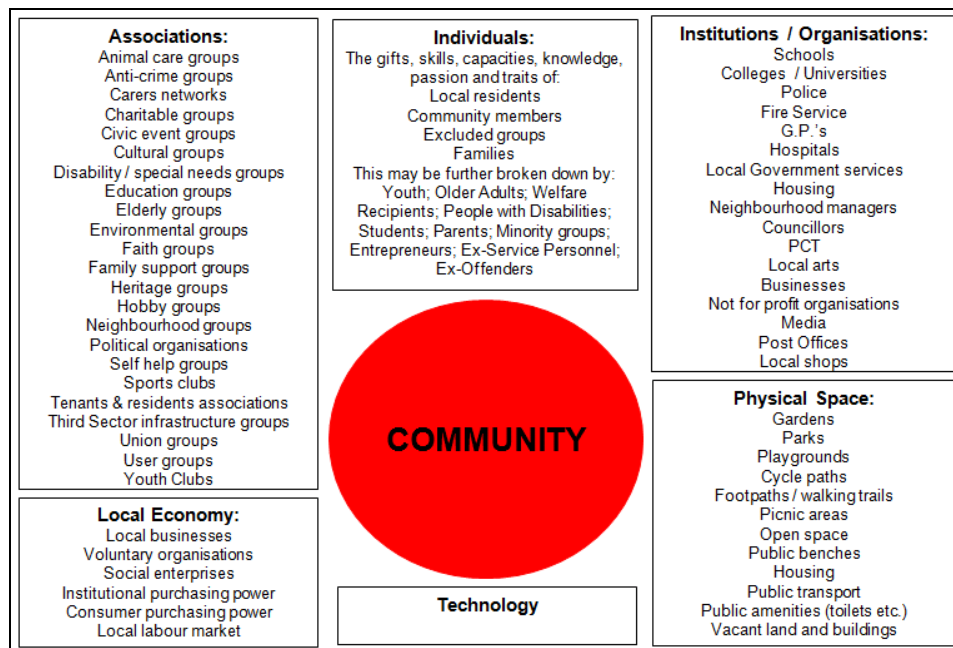 Associations:
Animal care groups
Anti-crime groups
Carers networks
Charitable groups
Civic event groups
Cultural groups
Disability / special needs groups
Education groups
Elderly groups
Environmental groups
Faith groups
Family support groups
Heritage groups
Hobby groups
Neighbourhood groups
Political organisations
Self help groups
Sports clubs
Tenants & residents associations
Third Sector infrastructure groups
Union groups
User groups
Youth Clubs
Local Economy:
Local businesses
Voluntary organisations
Social enterprises
Institutional purchasing power
Consumer purchasing power
Local labour market
Individuals:
The gifts, skills, capacities, knowledge,
passion and traits of:
Local residents
Community members
Excluded groups
Families
This may be further broken down by:
Youth; Older Adults; Welfare
Recipients; People with Disabilities;
Students; Parents; Minority groups;
Entrepreneurs; Ex-Service Personnel;
Ex-Offenders
COMMUNITY
Technology
Institutions / Organisations:
Schools
Colleges / Universities
Police
Fire Service
G.P.'s
Hospitals
Local Government services
Housing
Neighbourhood managers
Councillors
PCT
Local arts
Businesses
Not for profit organisations
Media
Post Offices
Local shops
Physical Space:
Gardens
Parks
Playgrounds
Cycle paths
Footpaths / walking trails
Picnic areas
Open space
Public benches
Housing
Public transport
Public amenities (toilets etc.)
Vacant land and buildings